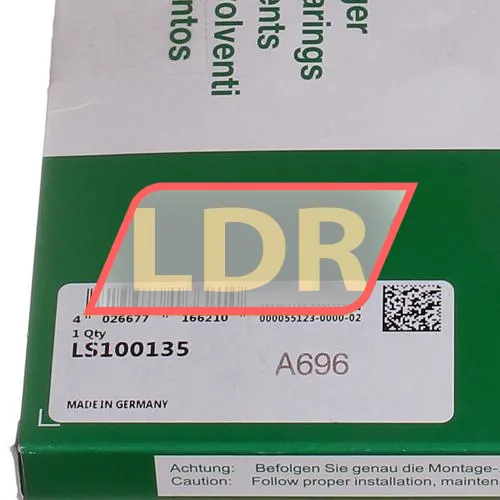 ger
arings
ents
volventi
ntos
LDR
4 026677 166210
000055123-0000-02
1 Qty
LS100135
A696
MADE IN GERMANY
Achtung: Befolgen Sie genau die Montage-
Caution: Follow proper installation, mainten